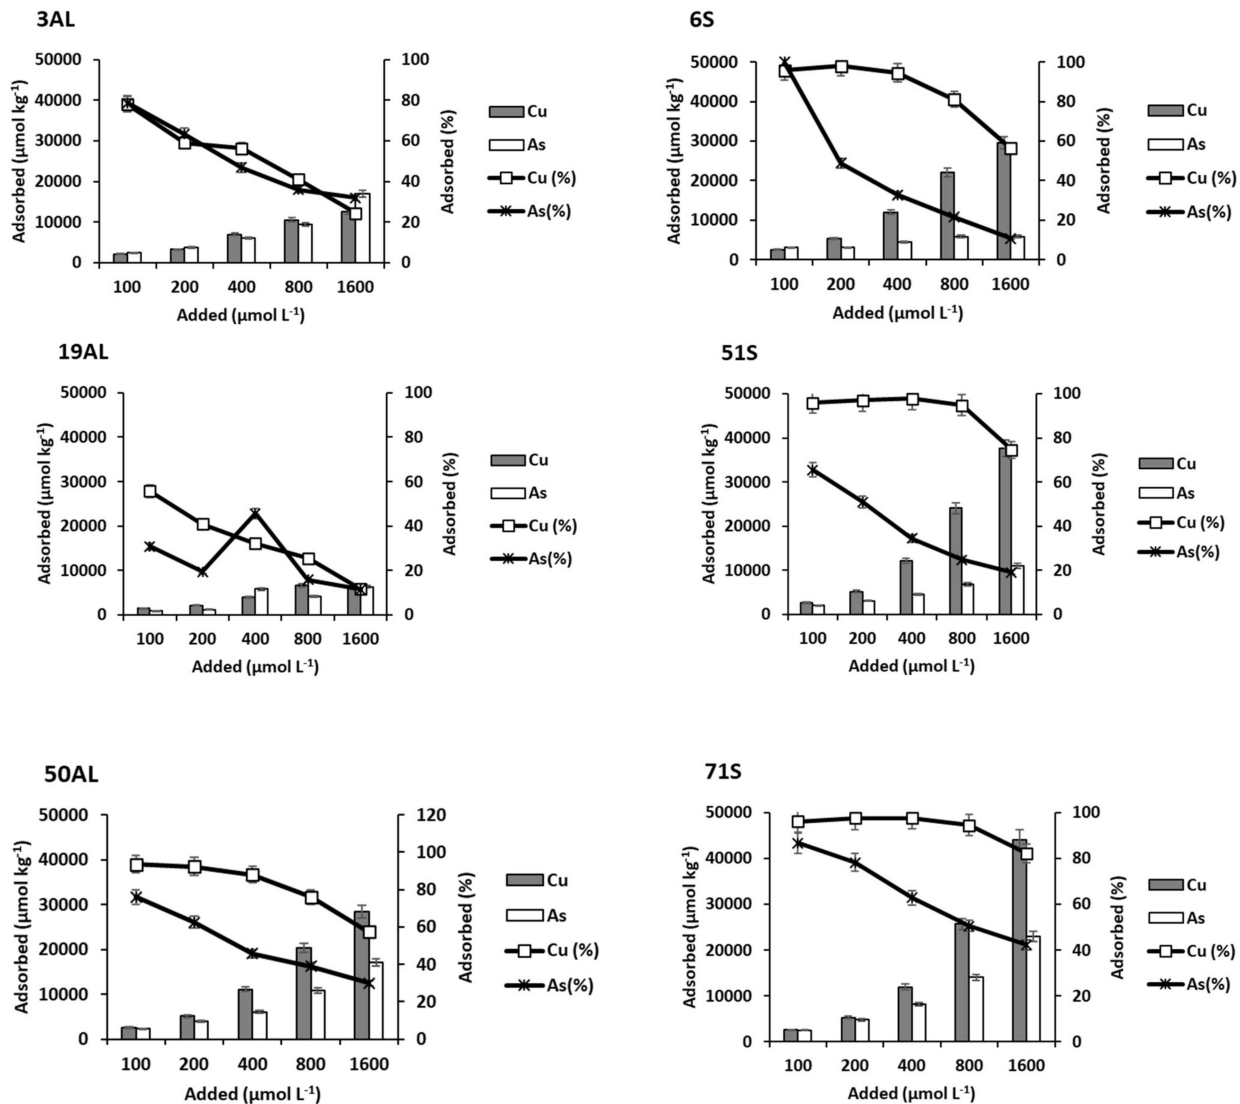 3AL
50000
40000
30000
20000
10000
0
100
80
60
40
20
0
100 200 400 800 1600
Added (µmol L⁻¹)
Adsorbed (µmol kg⁻¹)
Adsorbed (%)
Cu
As
Cu (%)
As(%)
6S
50000
40000
30000
20000
10000
0
100
80
60
40
20
0
100 200 400 800 1600
Added (µmol L⁻¹)
Adsorbed (µmol kg⁻¹)
Adsorbed (%)
Cu
As
Cu (%)
As(%)
19AL
50000
40000
30000
20000
10000
0
100
80
60
40
20
0
100 200 400 800 1600
Added (µmol L⁻¹)
Adsorbed (µmol kg⁻¹)
Adsorbed (%)
Cu
As
Cu (%)
As(%)
51S
50000
40000
30000
20000
10000
0
100
80
60
40
20
0
100 200 400 800 1600
Added (µmol L⁻¹)
Adsorbed (µmol kg⁻¹)
Adsorbed (%)
Cu
As
Cu (%)
As(%)
50AL
50000
40000
30000
20000
10000
0
120
100
80
60
40
20
0
100 200 400 800 1600
Added (µmol L⁻¹)
Adsorbed (µmol kg⁻¹)
Adsorbed (%)
Cu
As
Cu (%)
As(%)
71S
50000
40000
30000
20000
10000
0
100
80
60
40
20
0
100 200 400 800 1600
Added (µmol L⁻¹)
Adsorbed (µmol kg⁻¹)
Adsorbed (%)
Cu
As
Cu (%)
As(%)